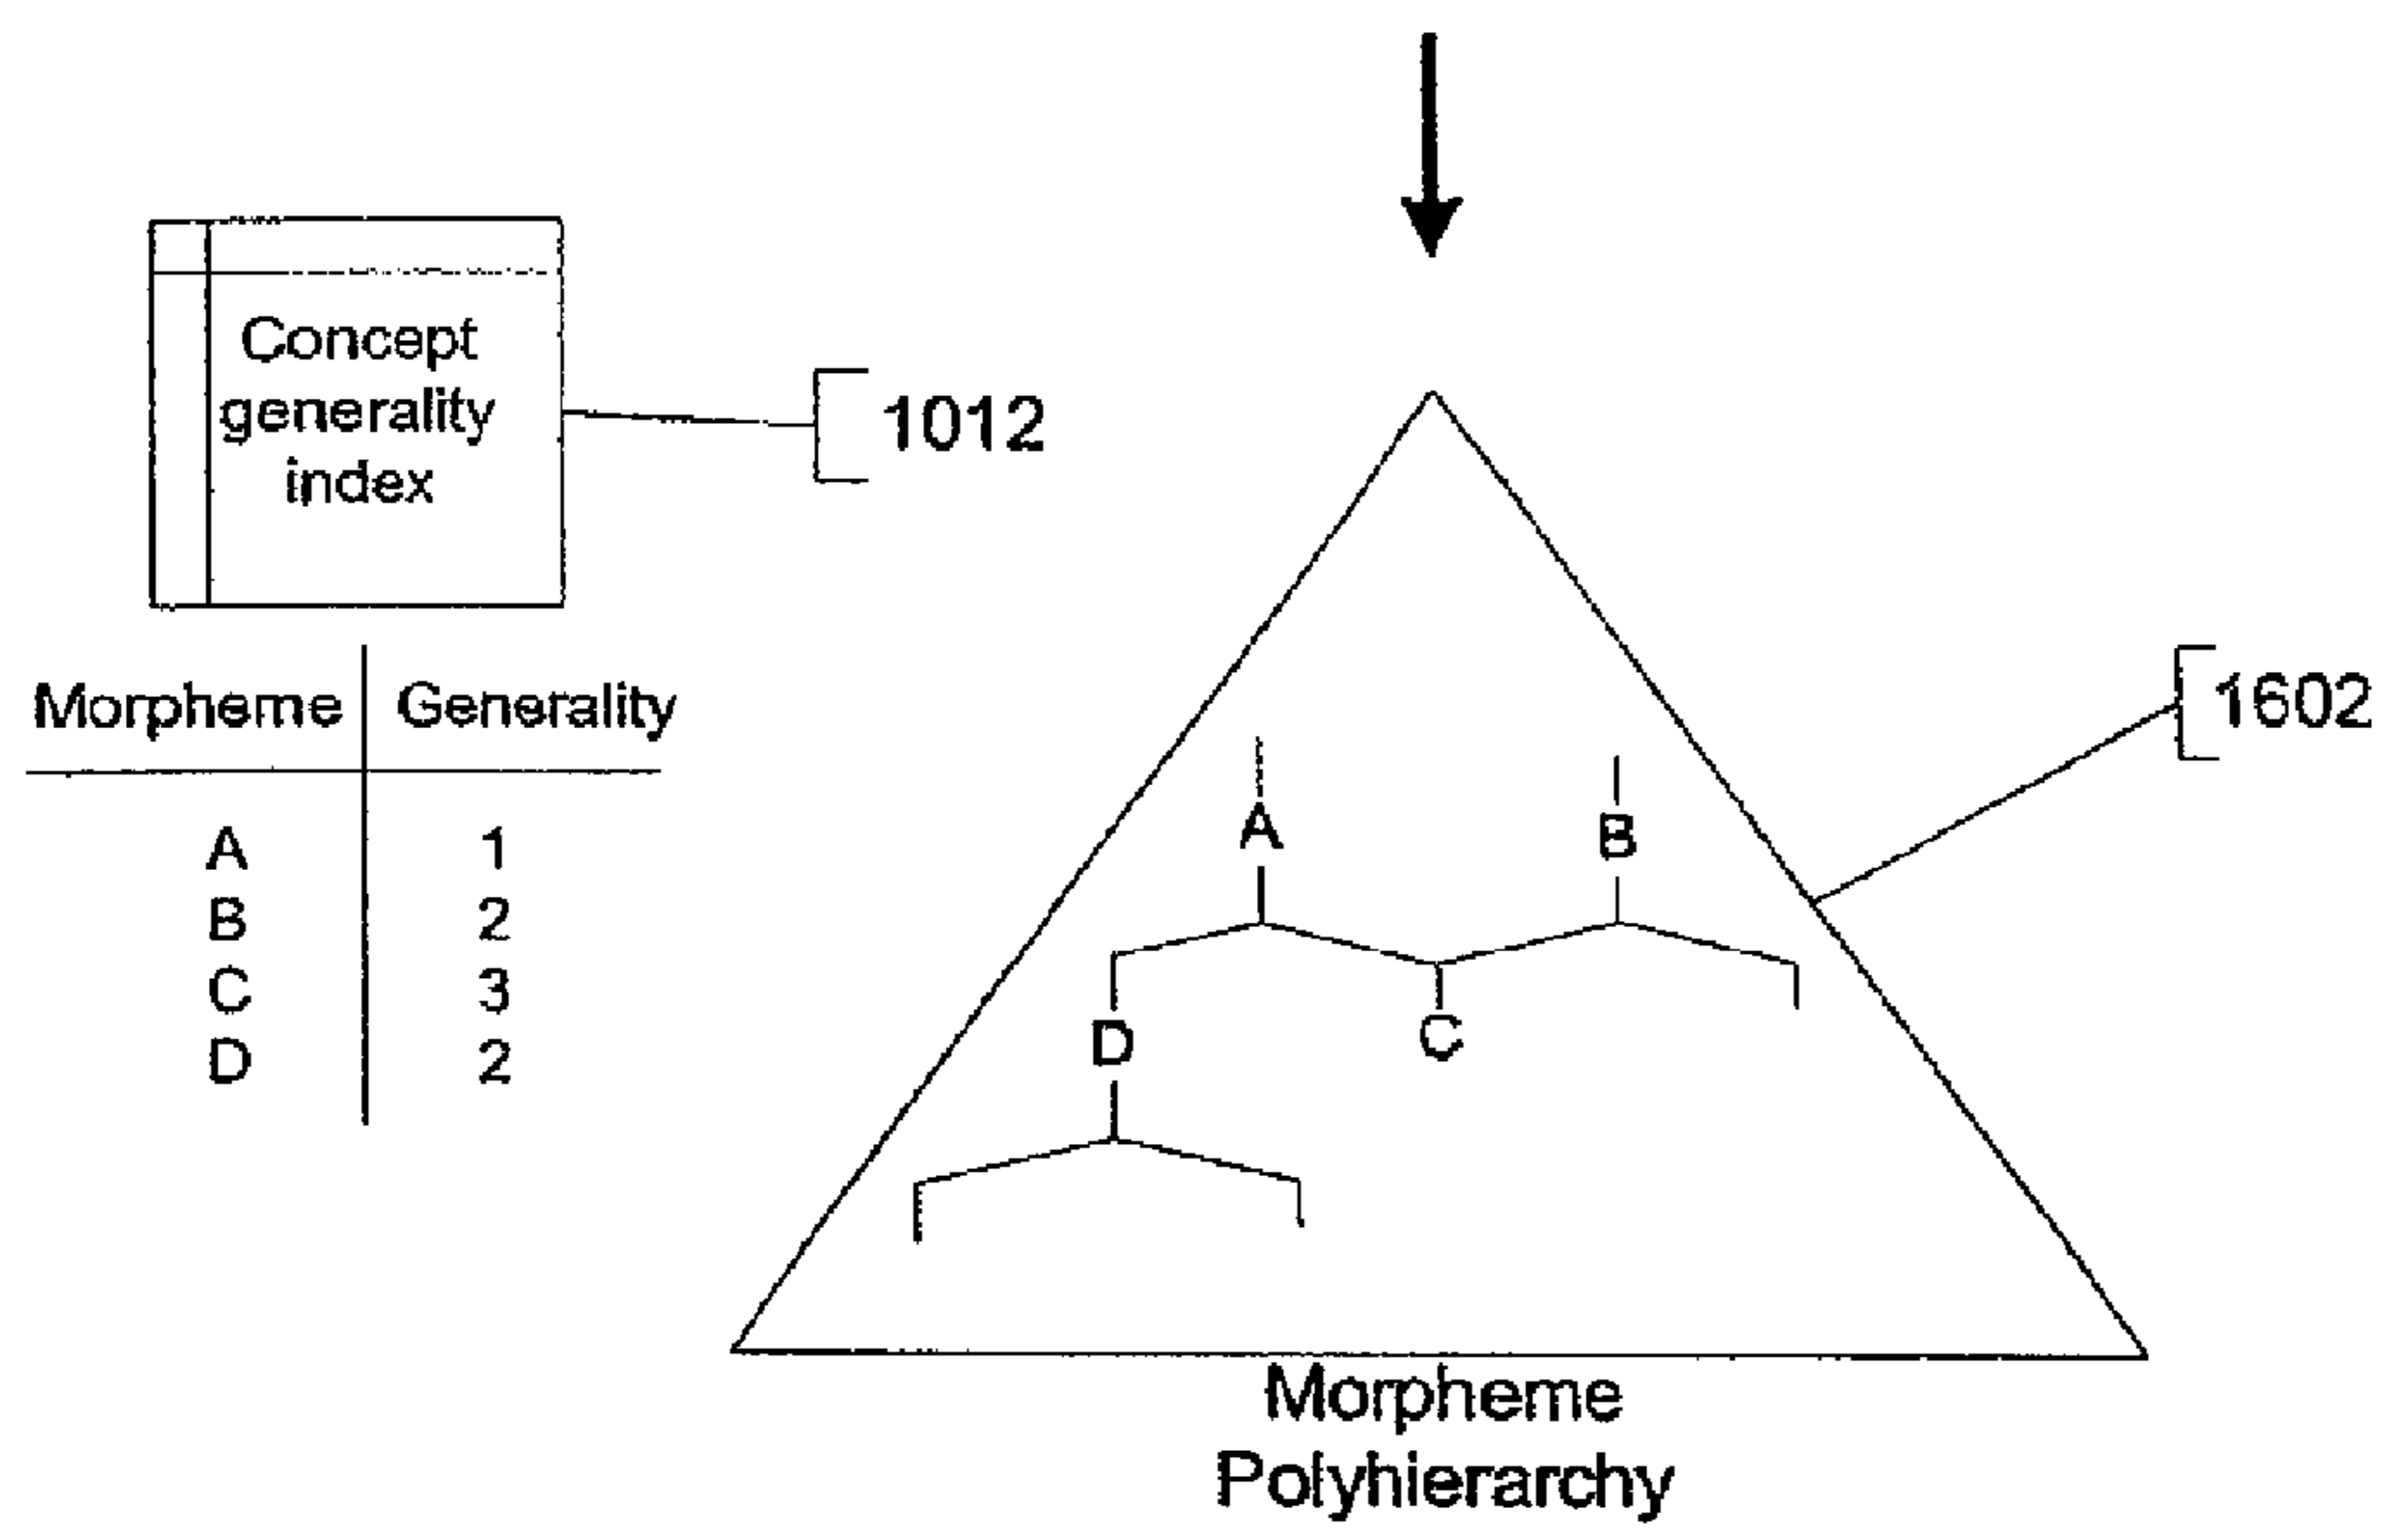 Concept
generality
index
1012
Morpheme Generality
A 1
B 2
C 3
D 2
1602
A B
D C
Morpheme
Polyhierarchy